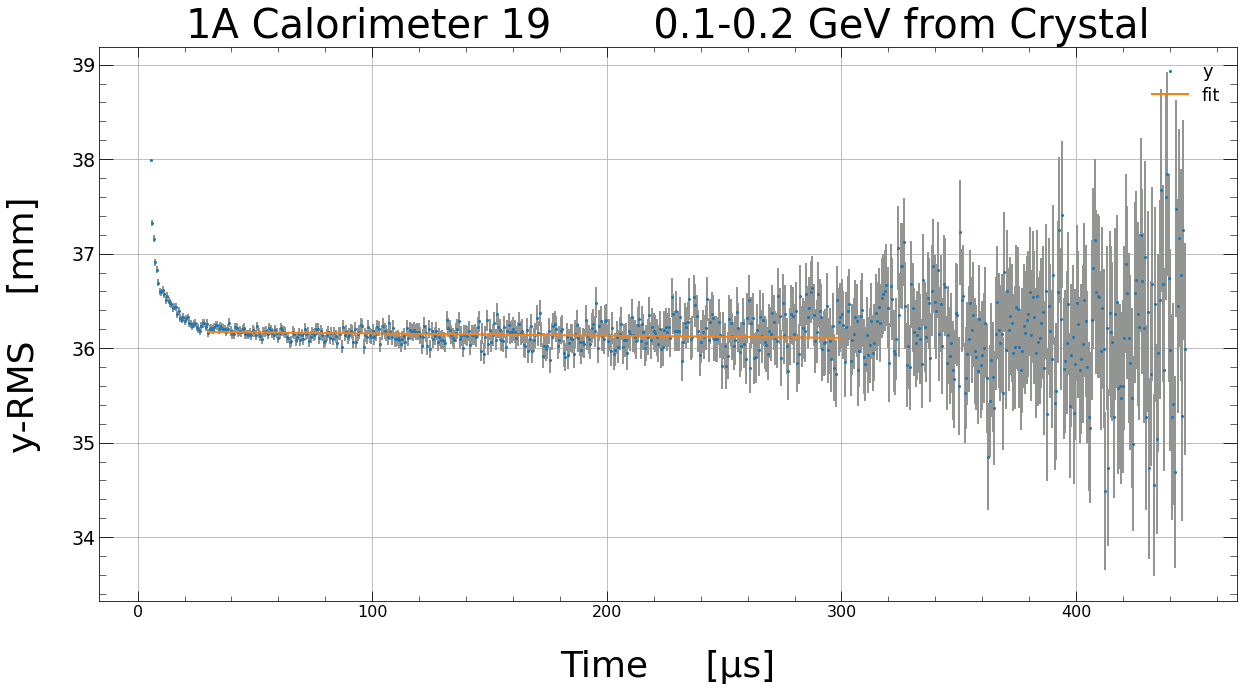 1A Calorimeter 19 0.1-0.2 GeV from Crystal
y
fit
39
38
37
36
35
34
y-RMS [mm]
0 100 200 300 400
Time [µs]